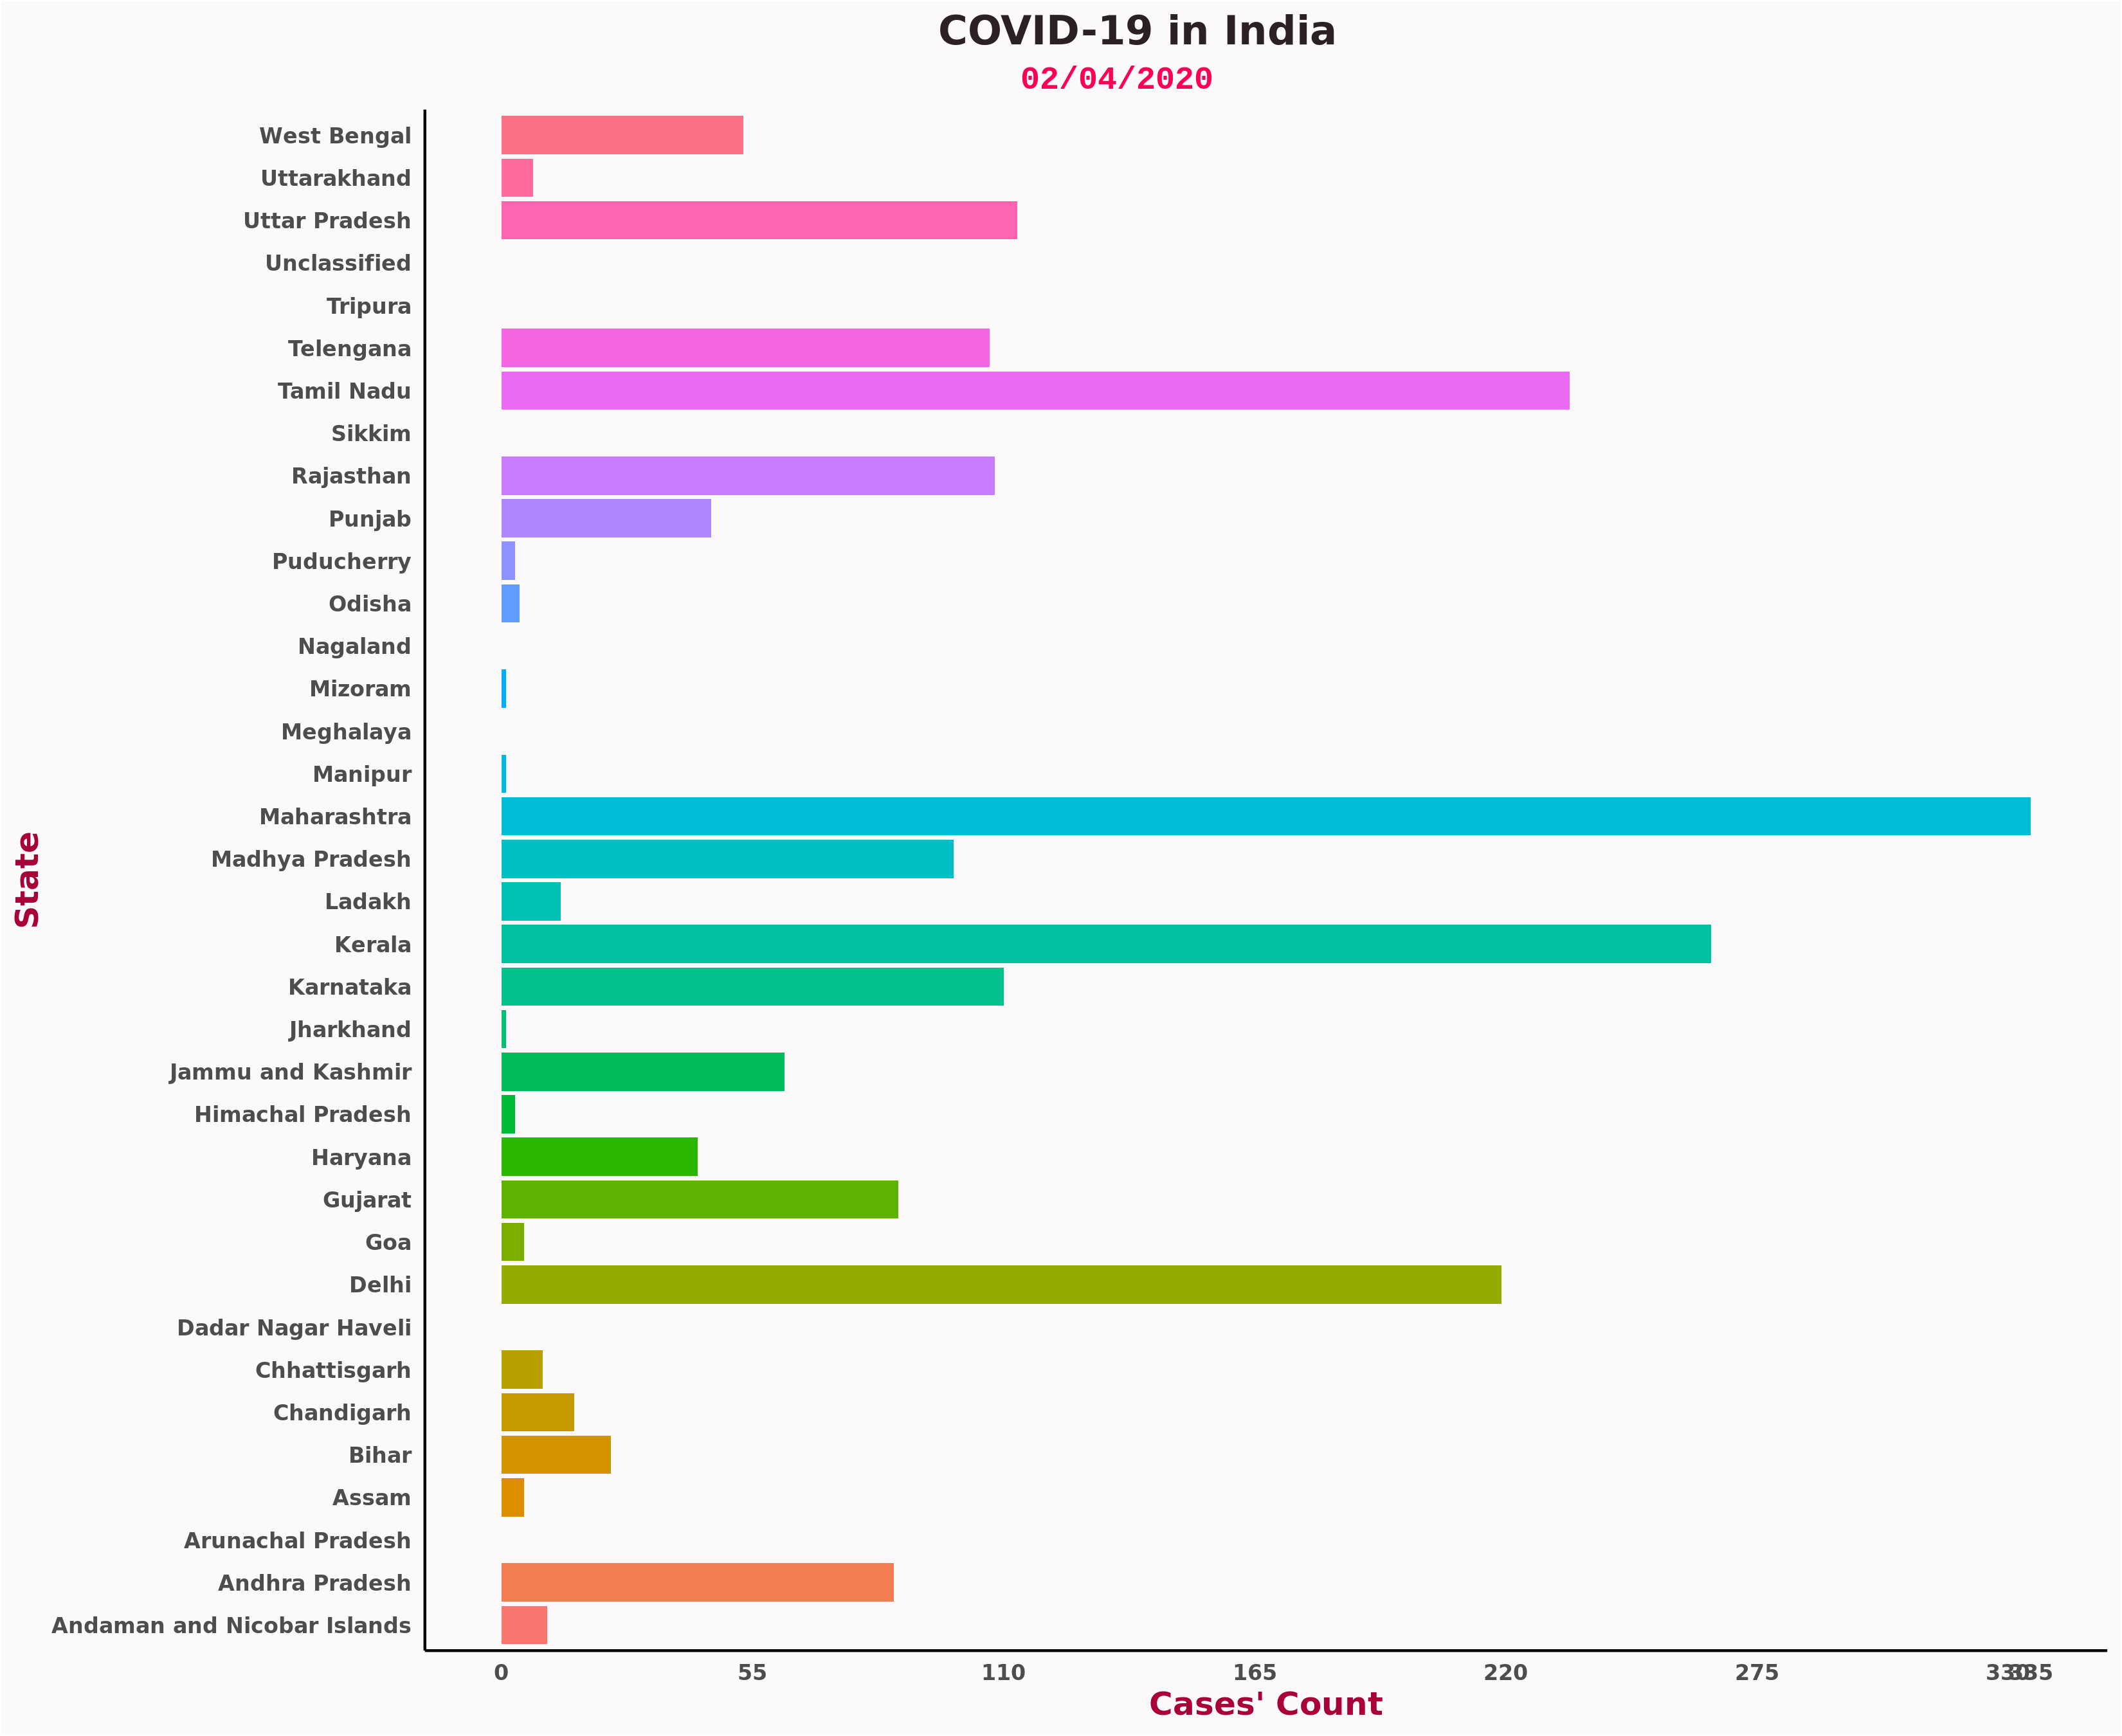 COVID-19 in India
02/04/2020
West Bengal
Uttarakhand
Uttar Pradesh
Unclassified
Tripura
Telengana
Tamil Nadu
Sikkim
Rajasthan
Punjab
Puducherry
Odisha
Nagaland
Mizoram
Meghalaya
Manipur
Maharashtra
Madhya Pradesh
Ladakh
Kerala
Karnataka
Jharkhand
Jammu and Kashmir
Himachal Pradesh
Haryana
Gujarat
Goa
Delhi
Dadar Nagar Haveli
Chhattisgarh
Chandigarh
Bihar
Assam
Arunachal Pradesh
Andhra Pradesh
Andaman and Nicobar Islands
State
0 55 110 165 220 275 330 335
Cases' Count